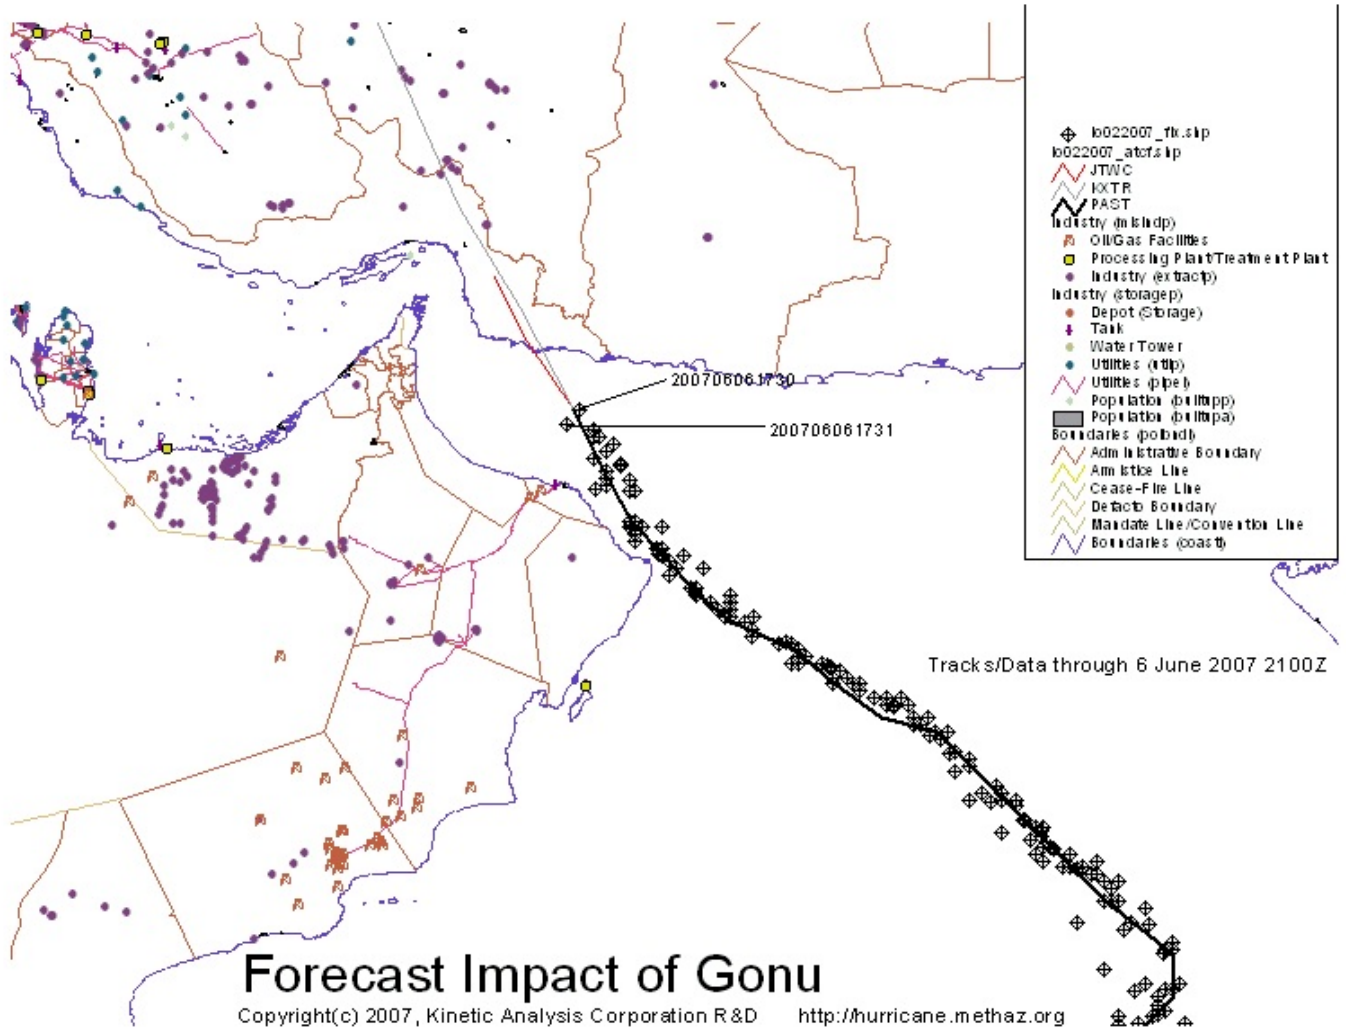 io022007_fix.shp
io022007_atcf.shp
JTWC
KXTR
PAST
Industry (misindp)
Oil/Gas Facilities
Processing Plant/Treatment Plant
Industry (extractp)
Industry (storagep)
Depot (Storage)
Tank
Water Tower
Utilities (utilp)
Utilities (pipel)
Population (builtupp)
Population (builtupa)
Boundaries (polbndl)
Administrative Boundary
Armistice Line
Cease-Fire Line
Defacto Boundary
Mandate Line/Convention Line
Boundaries (coastl)
200706061730
200706061731
Tracks/Data through 6 June 2007 2100Z
Forecast Impact of Gonu
Copyright(c) 2007, Kinetic Analysis Corporation R&D http://hurricane.methaz.org